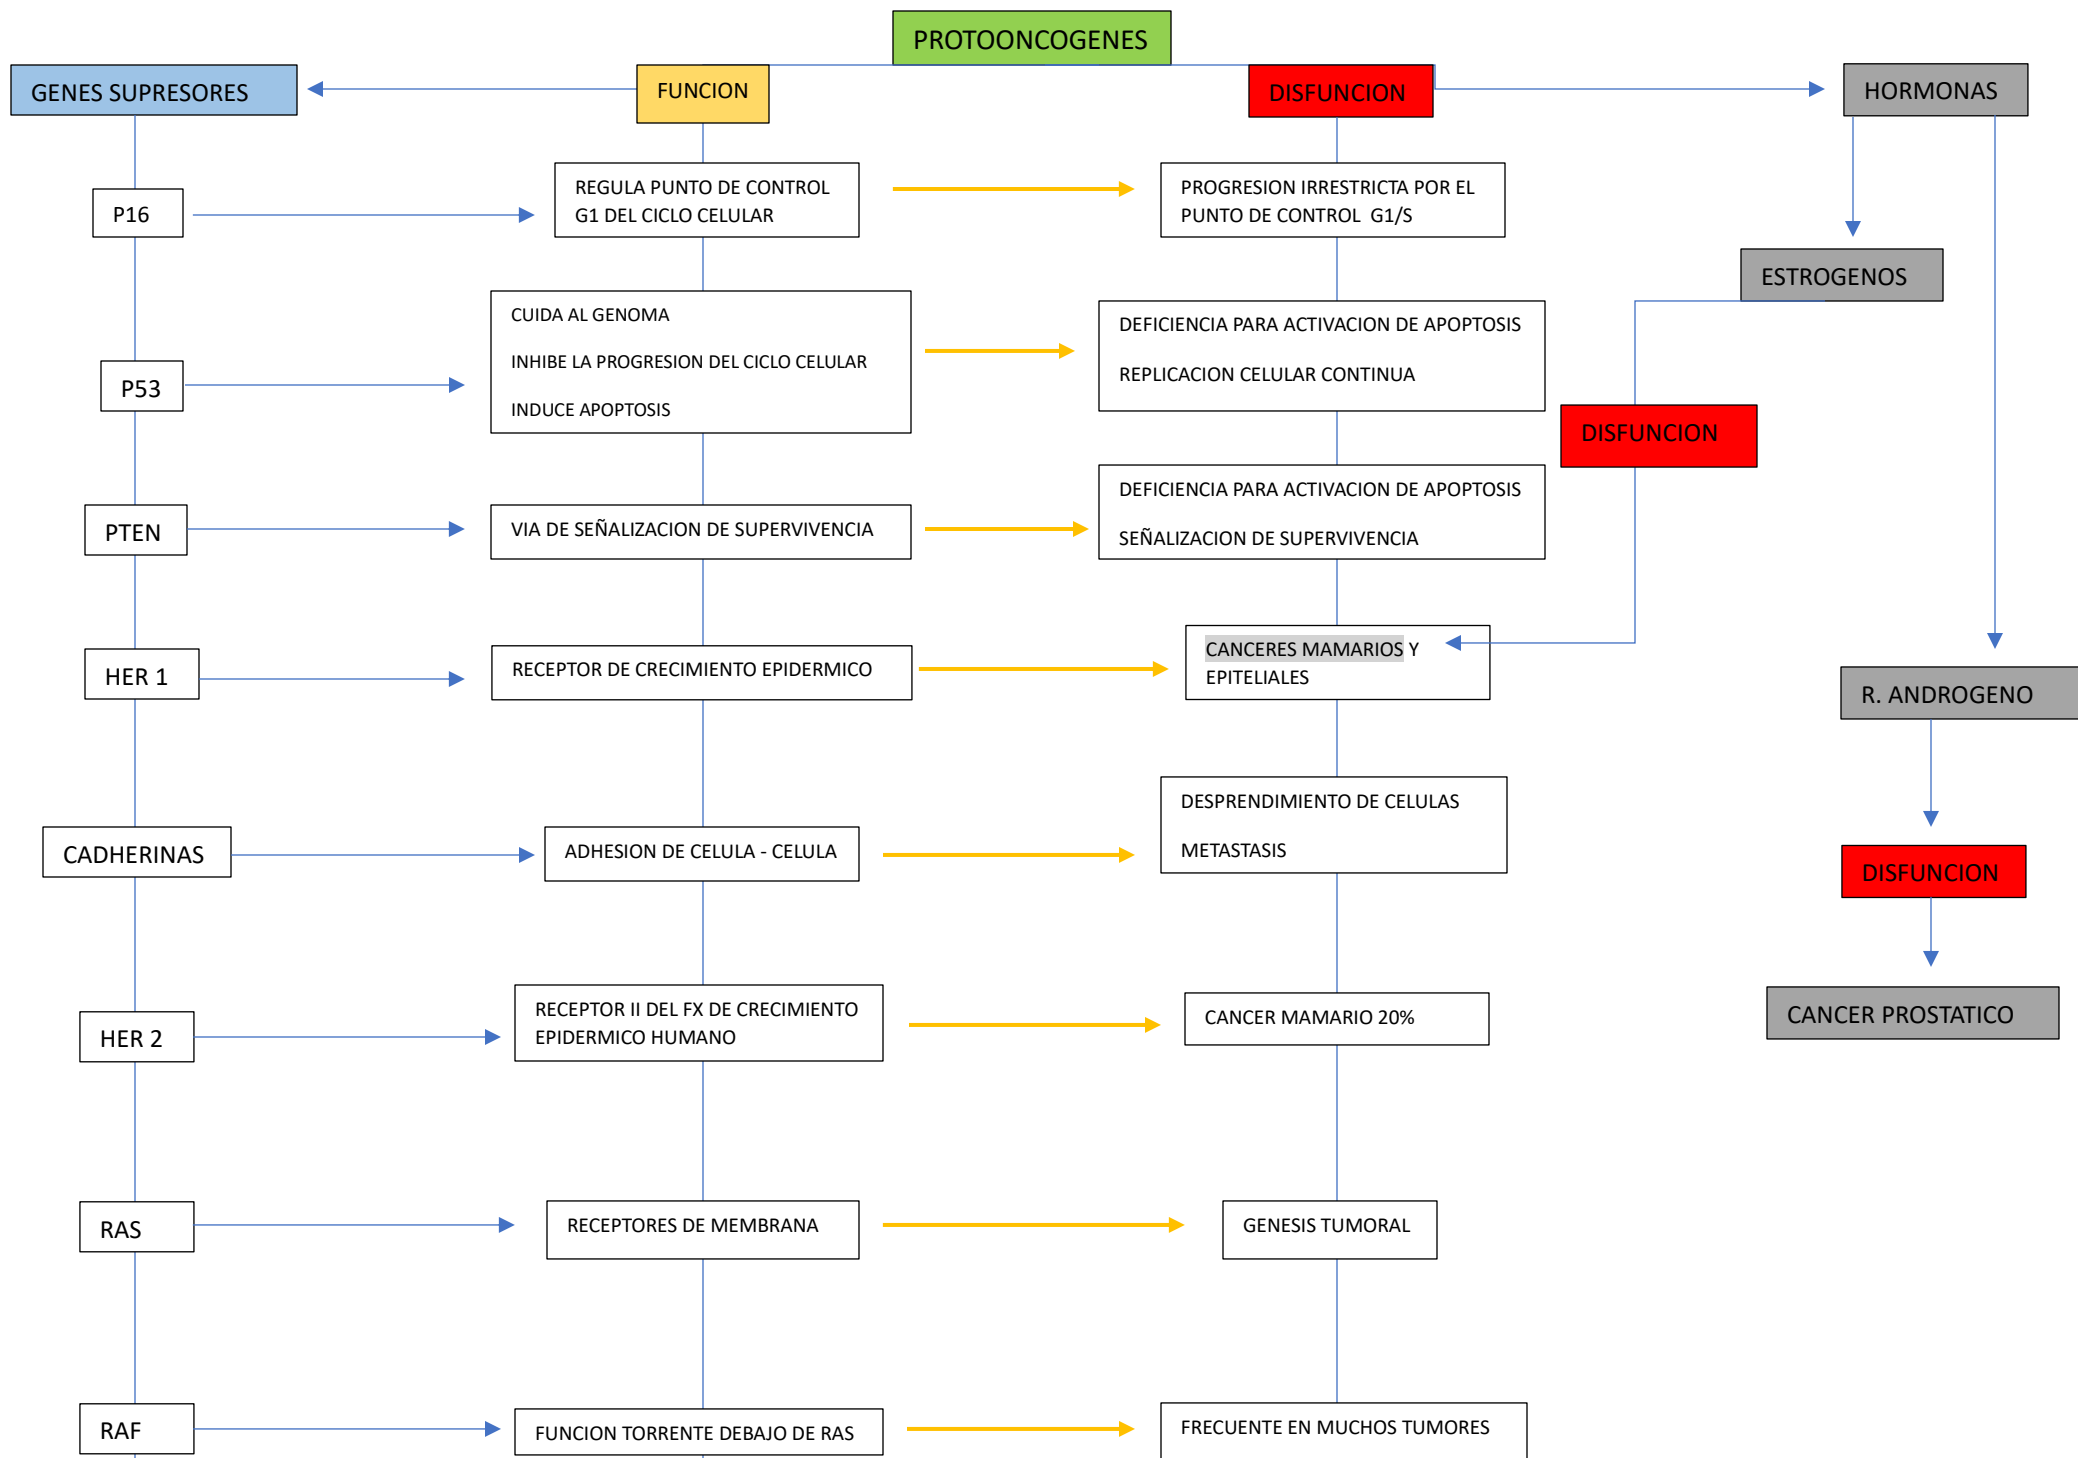 PROTOONCOGENES
GENES SUPRESORES
FUNCION
DISFUNCION
HORMONAS
P16
REGULA PUNTO DE CONTROL
G1 DEL CICLO CELULAR
PROGRESION IRRESTRICTA POR EL
PUNTO DE CONTROL G1/S
ESTROGENOS
P53
CUIDA AL GENOMA
INHIBE LA PROGRESION DEL CICLO CELULAR
INDUCE APOPTOSIS
DEFICIENCIA PARA ACTIVACION DE APOPTOSIS
REPLICACION CELULAR CONTINUA
DISFUNCION
PTEN
VIA DE SEÑALIZACION DE SUPERVIVENCIA
DEFICIENCIA PARA ACTIVACION DE APOPTOSIS
SEÑALIZACION DE SUPERVIVENCIA
HER 1
RECEPTOR DE CRECIMIENTO EPIDERMICO
CANCERES MAMARIOS Y
EPITELIALES
R. ANDROGENO
CADHERINAS
ADHESION DE CELULA - CELULA
DESPRENDIMIENTO DE CELULAS
METASTASIS
DISFUNCION
HER 2
RECEPTOR II DEL FX DE CRECIMIENTO
EPIDERMICO HUMANO
CANCER MAMARIO 20%
CANCER PROSTATICO
RAS
RECEPTORES DE MEMBRANA
GENESIS TUMORAL
RAF
FUNCION TORRENTE DEBAJO DE RAS
FRECUENTE EN MUCHOS TUMORES